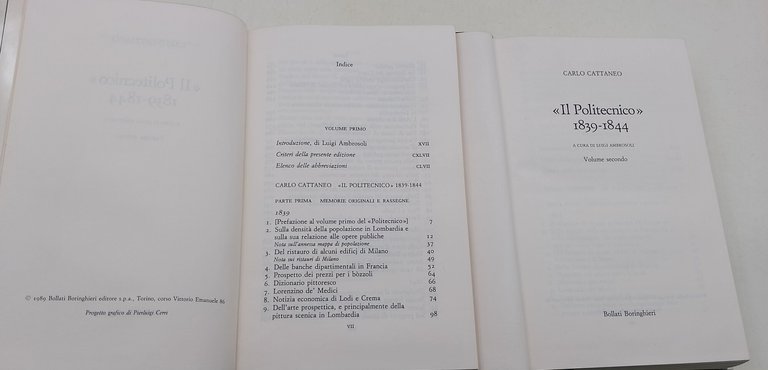 © 1989 Bollati Boringhieri editore s.p.a., Torino, corso Vittorio Emanuele 86
Progetto grafico di Pierluigi Cerri
Indice
VOLUME PRIMO
Introduzione, di Luigi Ambrosoli XVII
Criteri della presente edizione CXLVII
Elenco delle abbreviazioni CLVII
CARLO CATTANEO «IL POLITECNICO» 1839-1844
PARTE PRIMA MEMORIE ORIGINALI E RASSEGNE
1839
1. [Prefazione al volume primo del «Politecnico»] 7
2. Sulla densità della popolazione in Lombardia e
sulla sua relazione alle opere publiche 12
Nota sull'annessa mappa di popolazione 37
3. Del ristauro di alcuni edificj di Milano 40
Nota sui ristauri di Milano 49
4. Delle banche dipartimentali in Francia 52
5. Prospetto dei prezzi per i bòzzoli 64
6. Dizionario pittoresco 66
7. Lorenzino de' Medici 68
8. Notizia economica di Lodi e Crema 74
9. Dell'arte prospettica, e principalmente della
pittura scenica in Lombardia 98
VII
CARLO CATTANEO
«Il Politecnico»
1839-1844
A CURA DI LUIGI AMBROSOLI
Volume secondo
Bollati Boringhieri